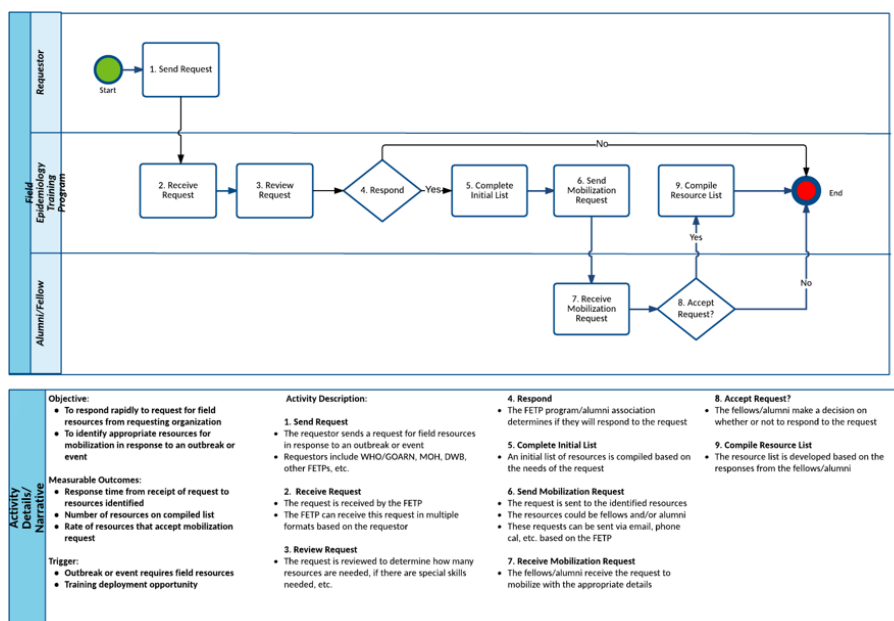 Requestor
Start
1. Send Request
Field
Epidemiology
Training
Program
2. Receive
Request
3. Review
Request
4. Respond
Yes
No
5. Complete
Initial List
6. Send
Mobilization
Request
9. Compile
Resource List
End
Alumni/Fellow
7. Receive
Mobilization
Request
8. Accept
Request?
Yes
No
Activity
Details/
Narrative
Objective:
● To respond rapidly to request for field
resources from requesting organization
● To identify appropriate resources for
mobilization in response to an outbreak or
event
Measurable Outcomes:
● Response time from receipt of request to
resources identified
● Number of resources on compiled list
● Rate of resources that accept mobilization
request
Trigger:
● Outbreak or event requires field resources
● Training deployment opportunity
Activity Description:
1. Send Request
• The requestor sends a request for field resources
in response to an outbreak or event
• Requestors include WHO/GOARN, MOH, DWB,
other FETPs, etc.
2. Receive Request
• The request is received by the FETP
• The FETP can receive this request in multiple
formats based on the requestor
3. Review Request
• The request is reviewed to determine how many
resources are needed, if there are special skills
needed, etc.
4. Respond
• The FETP program/alumni association
determines if they will respond to the request
5. Complete Initial List
• An initial list of resources is compiled based on
the needs of the request
6. Send Mobilization Request
• The request is sent to the identified resources
• The resources could be fellows and/or alumni
• These requests can be sent via email, phone
cal, etc. based on the FETP
7. Receive Mobilization Request
• The fellows/alumni receive the request to
mobilize with the appropriate details
8. Accept Request?
• The fellows/alumni make a decision on
whether or not to respond to the request
9. Compile Resource List
• The resource list is developed based on the
responses from the fellows/alumni